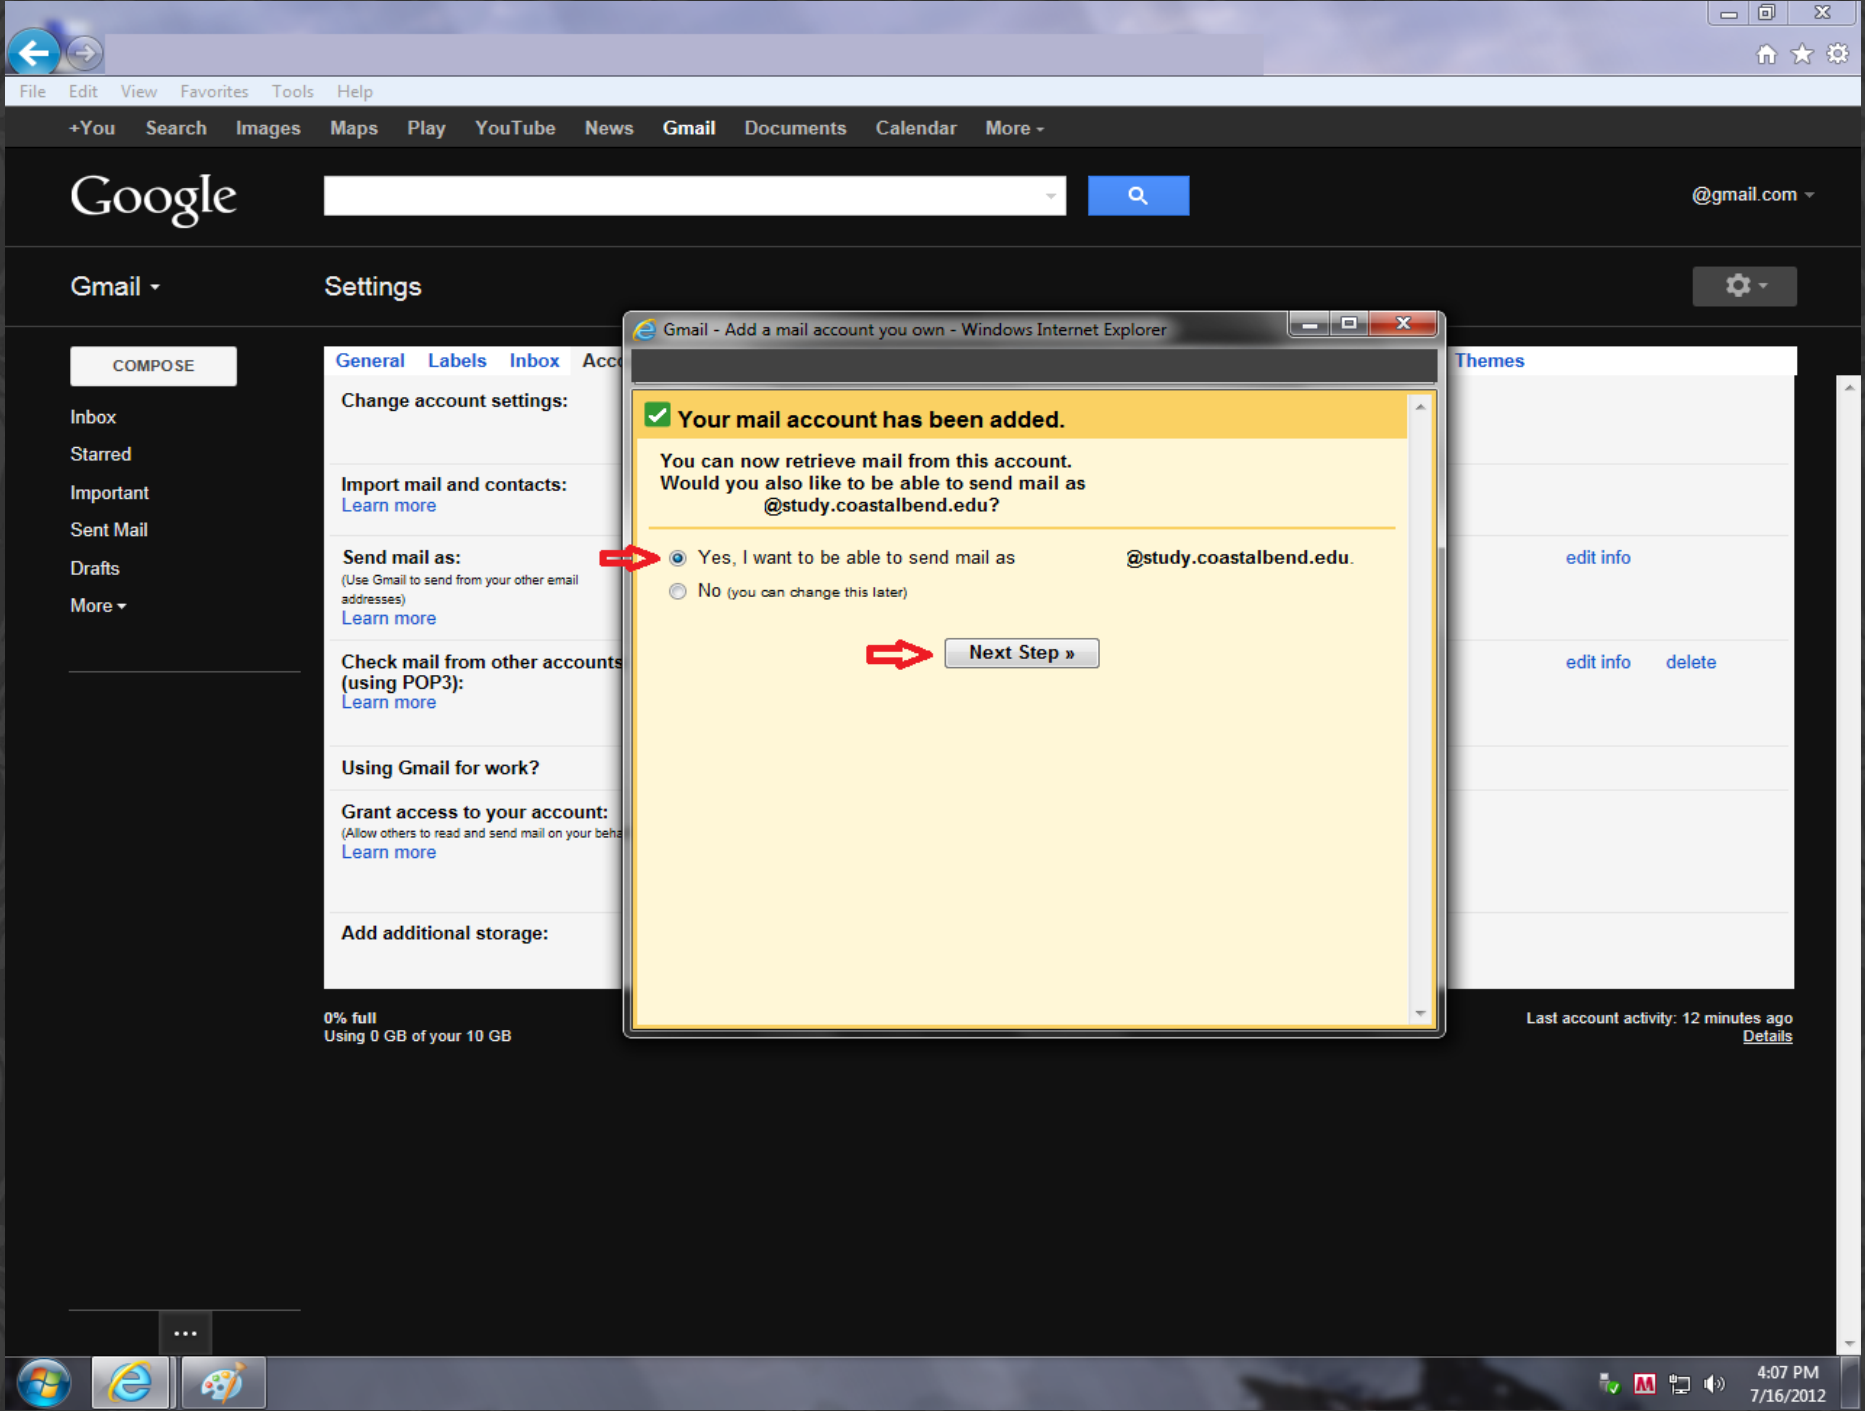 File Edit View Favorites Tools Help
+You Search Images Maps Play YouTube News Gmail Documents Calendar More
Google
@gmail.com
Gmail
Settings
Gmail - Add a mail account you own - Windows Internet Explorer
COMPOSE
General Labels Inbox Acco
Themes
Inbox
Starred
Important
Sent Mail
Drafts
More
Change account settings:
Import mail and contacts:
Learn more
Send mail as:
(Use Gmail to send from your other email
addresses)
Learn more
edit info
Check mail from other accounts
(using POP3):
Learn more
edit info delete
Using Gmail for work?
Grant access to your account:
(Allow others to read and send mail on your beha
Learn more
Add additional storage:
Your mail account has been added.
You can now retrieve mail from this account.
Would you also like to be able to send mail as
@study.coastalbend.edu?
Yes, I want to be able to send mail as @study.coastalbend.edu.
No (you can change this later)
Next Step »
0% full
Using 0 GB of your 10 GB
Last account activity: 12 minutes ago
Details
4:07 PM
7/16/2012